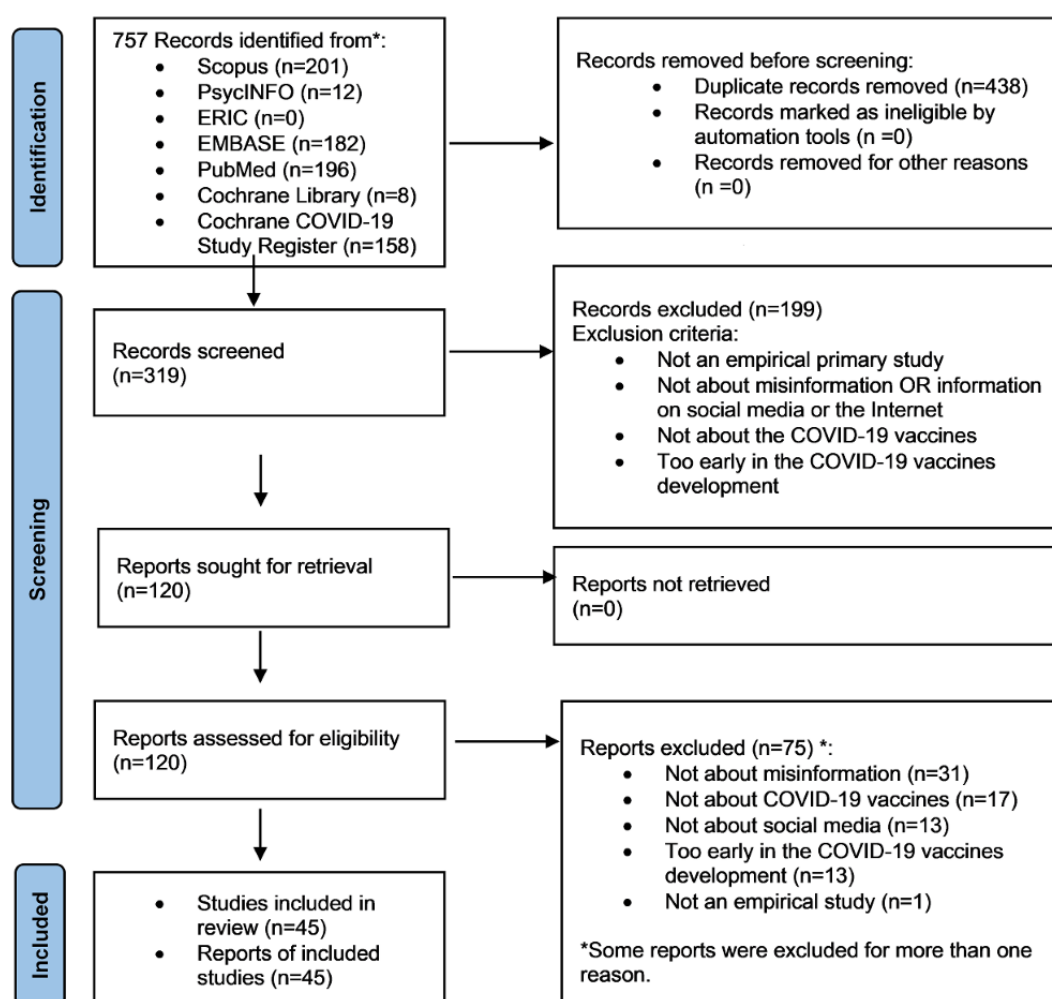 Identification
757 Records identified from*:
• Scopus (n=201)
• PsycINFO (n=12)
• ERIC (n=0)
• EMBASE (n=182)
• PubMed (n=196)
• Cochrane Library (n=8)
• Cochrane COVID-19
Study Register (n=158)
Records removed before screening:
• Duplicate records removed (n=438)
• Records marked as ineligible by
automation tools (n =0)
• Records removed for other reasons
(n =0)
Screening
Records screened
(n=319)
Records excluded (n=199)
Exclusion criteria:
• Not an empirical primary study
• Not about misinformation OR information
on social media or the Internet
• Not about the COVID-19 vaccines
• Too early in the COVID-19 vaccines
development
Reports sought for retrieval
(n=120)
Reports not retrieved
(n=0)
Reports assessed for eligibility
(n=120)
Reports excluded (n=75) *:
• Not about misinformation (n=31)
• Not about COVID-19 vaccines (n=17)
• Not about social media (n=13)
• Too early in the COVID-19 vaccines
development (n=13)
• Not an empirical study (n=1)
*Some reports were excluded for more than one
reason.
Included
• Studies included in
review (n=45)
• Reports of included
studies (n=45)